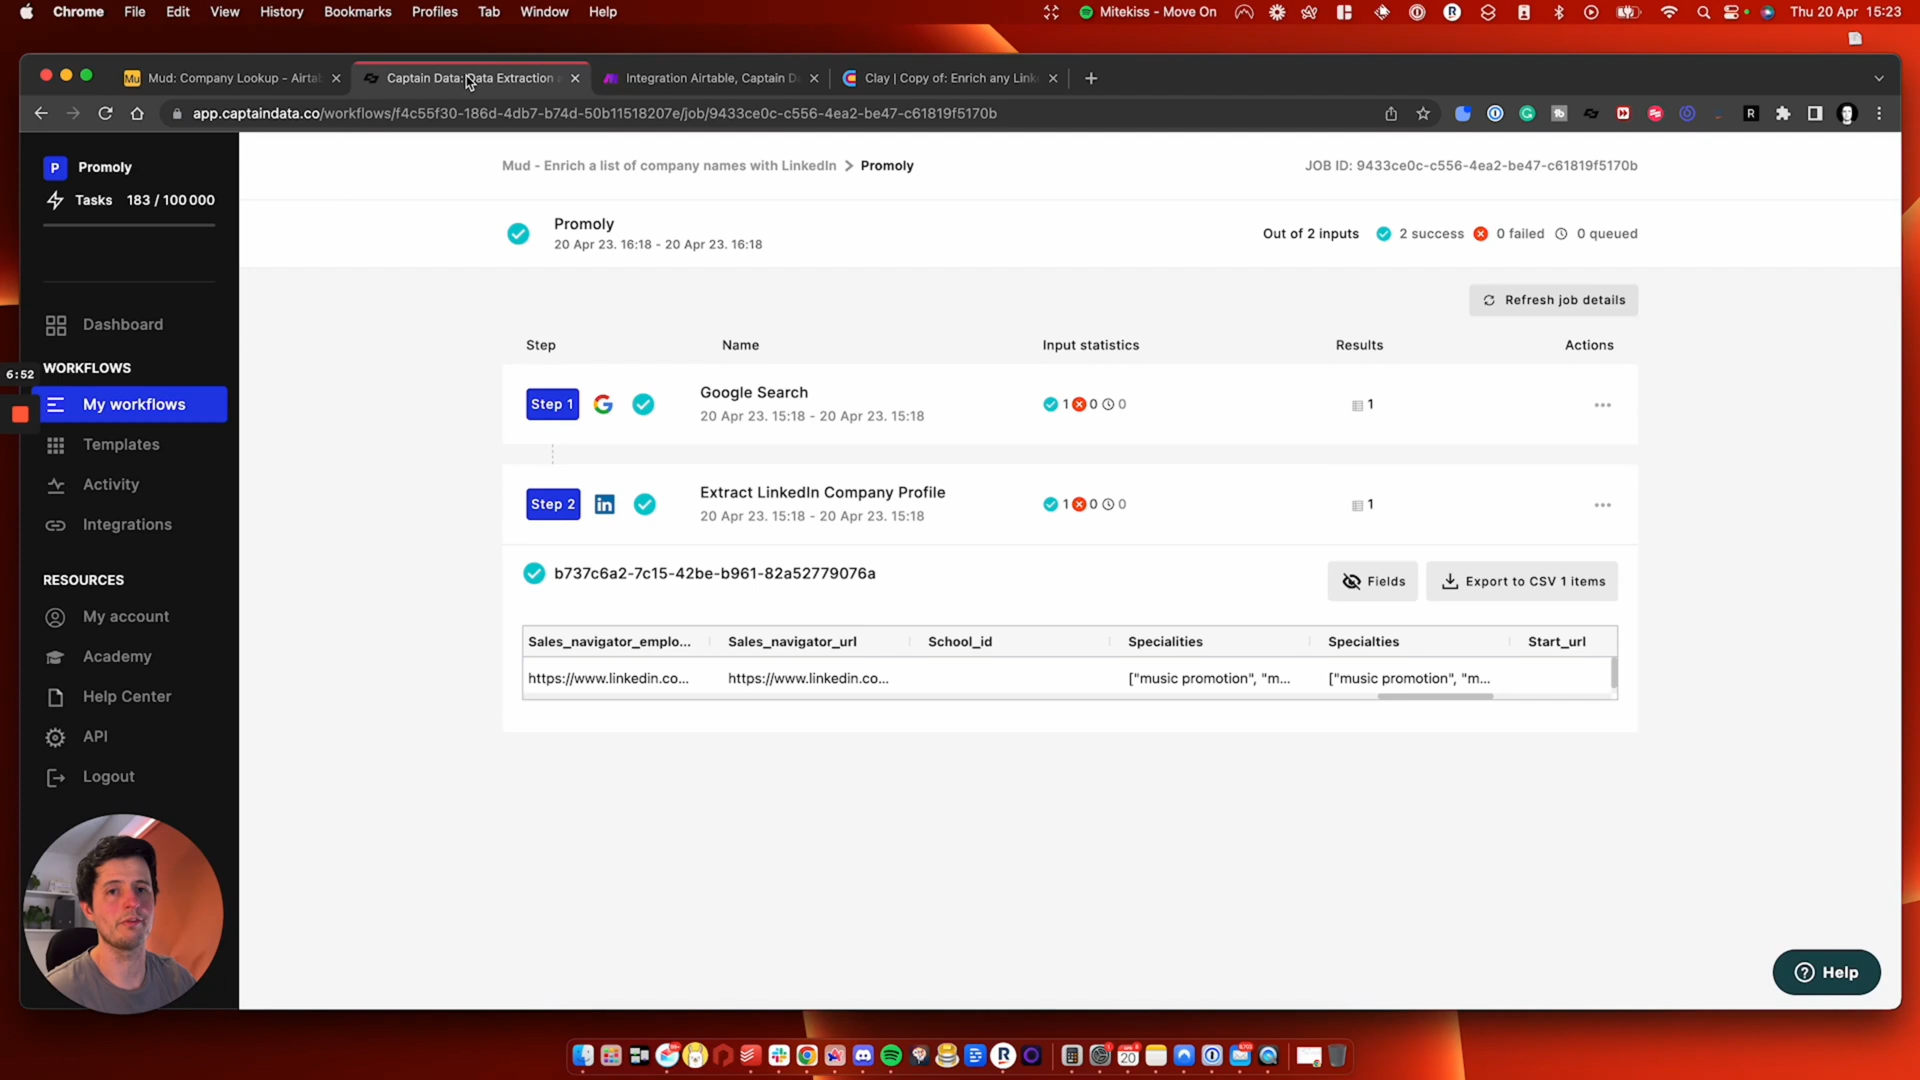 Chrome File Edit View History Bookmarks Profiles Tab Window Help
Mitekiss - Move On
Thu 20 Apr 15:23
Mud: Company Lookup - Airta
Captain Data: Data Extraction
Integration Airtable, Captain D
Clay | Copy of: Enrich any Link
app.captaindata.co/workflows/f4c55f30-186d-4db7-b74d-50b11518207e/job/9433ce0c-c556-4ea2-be47-c61819f5170b
P Promoly
Tasks 183 / 100 000
Dashboard
WORKFLOWS
6:52
My workflows
Templates
Activity
Integrations
RESOURCES
My account
Academy
Help Center
API
Logout
Mud - Enrich a list of company names with LinkedIn > Promoly
JOB ID: 9433ce0c-c556-4ea2-be47-c61819f5170b
Promoly
20 Apr 23. 16:18 - 20 Apr 23. 16:18
Out of 2 inputs 2 success 0 failed 0 queued
Refresh job details
Step Name Input statistics Results Actions
Step 1 Google Search 1 0 0 1
20 Apr 23. 15:18 - 20 Apr 23. 15:18
Step 2 Extract LinkedIn Company Profile 1 0 0 1
20 Apr 23. 15:18 - 20 Apr 23. 15:18
b737c6a2-7c15-42be-b961-82a52779076a
Fields
Export to CSV 1 items
Sales_navigator_emplo... Sales_navigator_url School_id Specialities Specialties Start_url
https://www.linkedin.co... https://www.linkedin.co... ["music promotion", "m... ["music promotion", "m...
Help